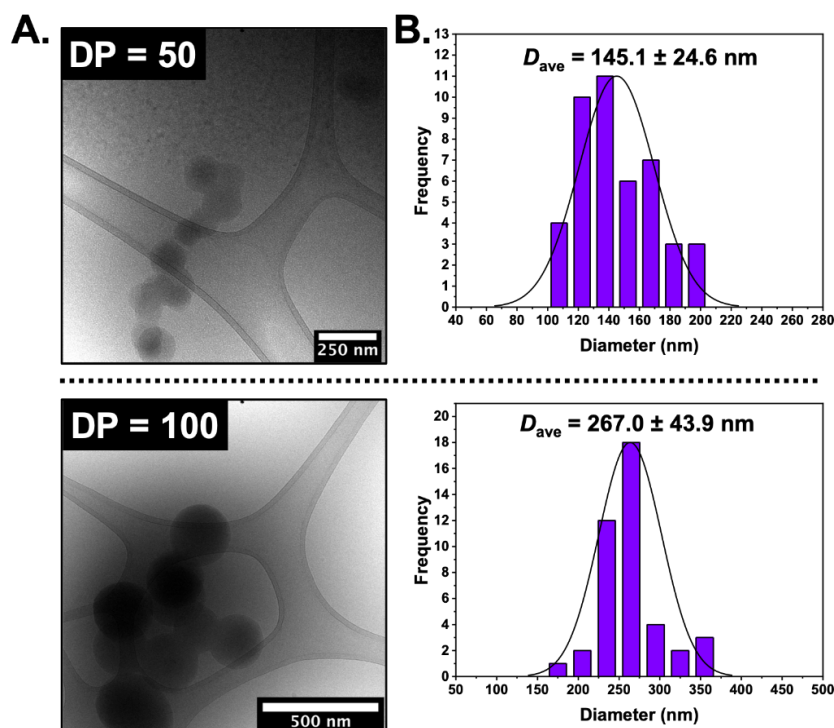 A.
DP = 50
250 nm
B.
D ave = 145.1 ± 24.6 nm
Frequency
13
12
11
10
9
8
7
6
5
4
3
2
1
0
40 60 80 100 120 140 160 180 200 220 240 260 280
Diameter (nm)
DP = 100
500 nm
D ave = 267.0 ± 43.9 nm
Frequency
20
18
16
14
12
10
8
6
4
2
0
50 100 150 200 250 300 350 400 450 500
Diameter (nm)